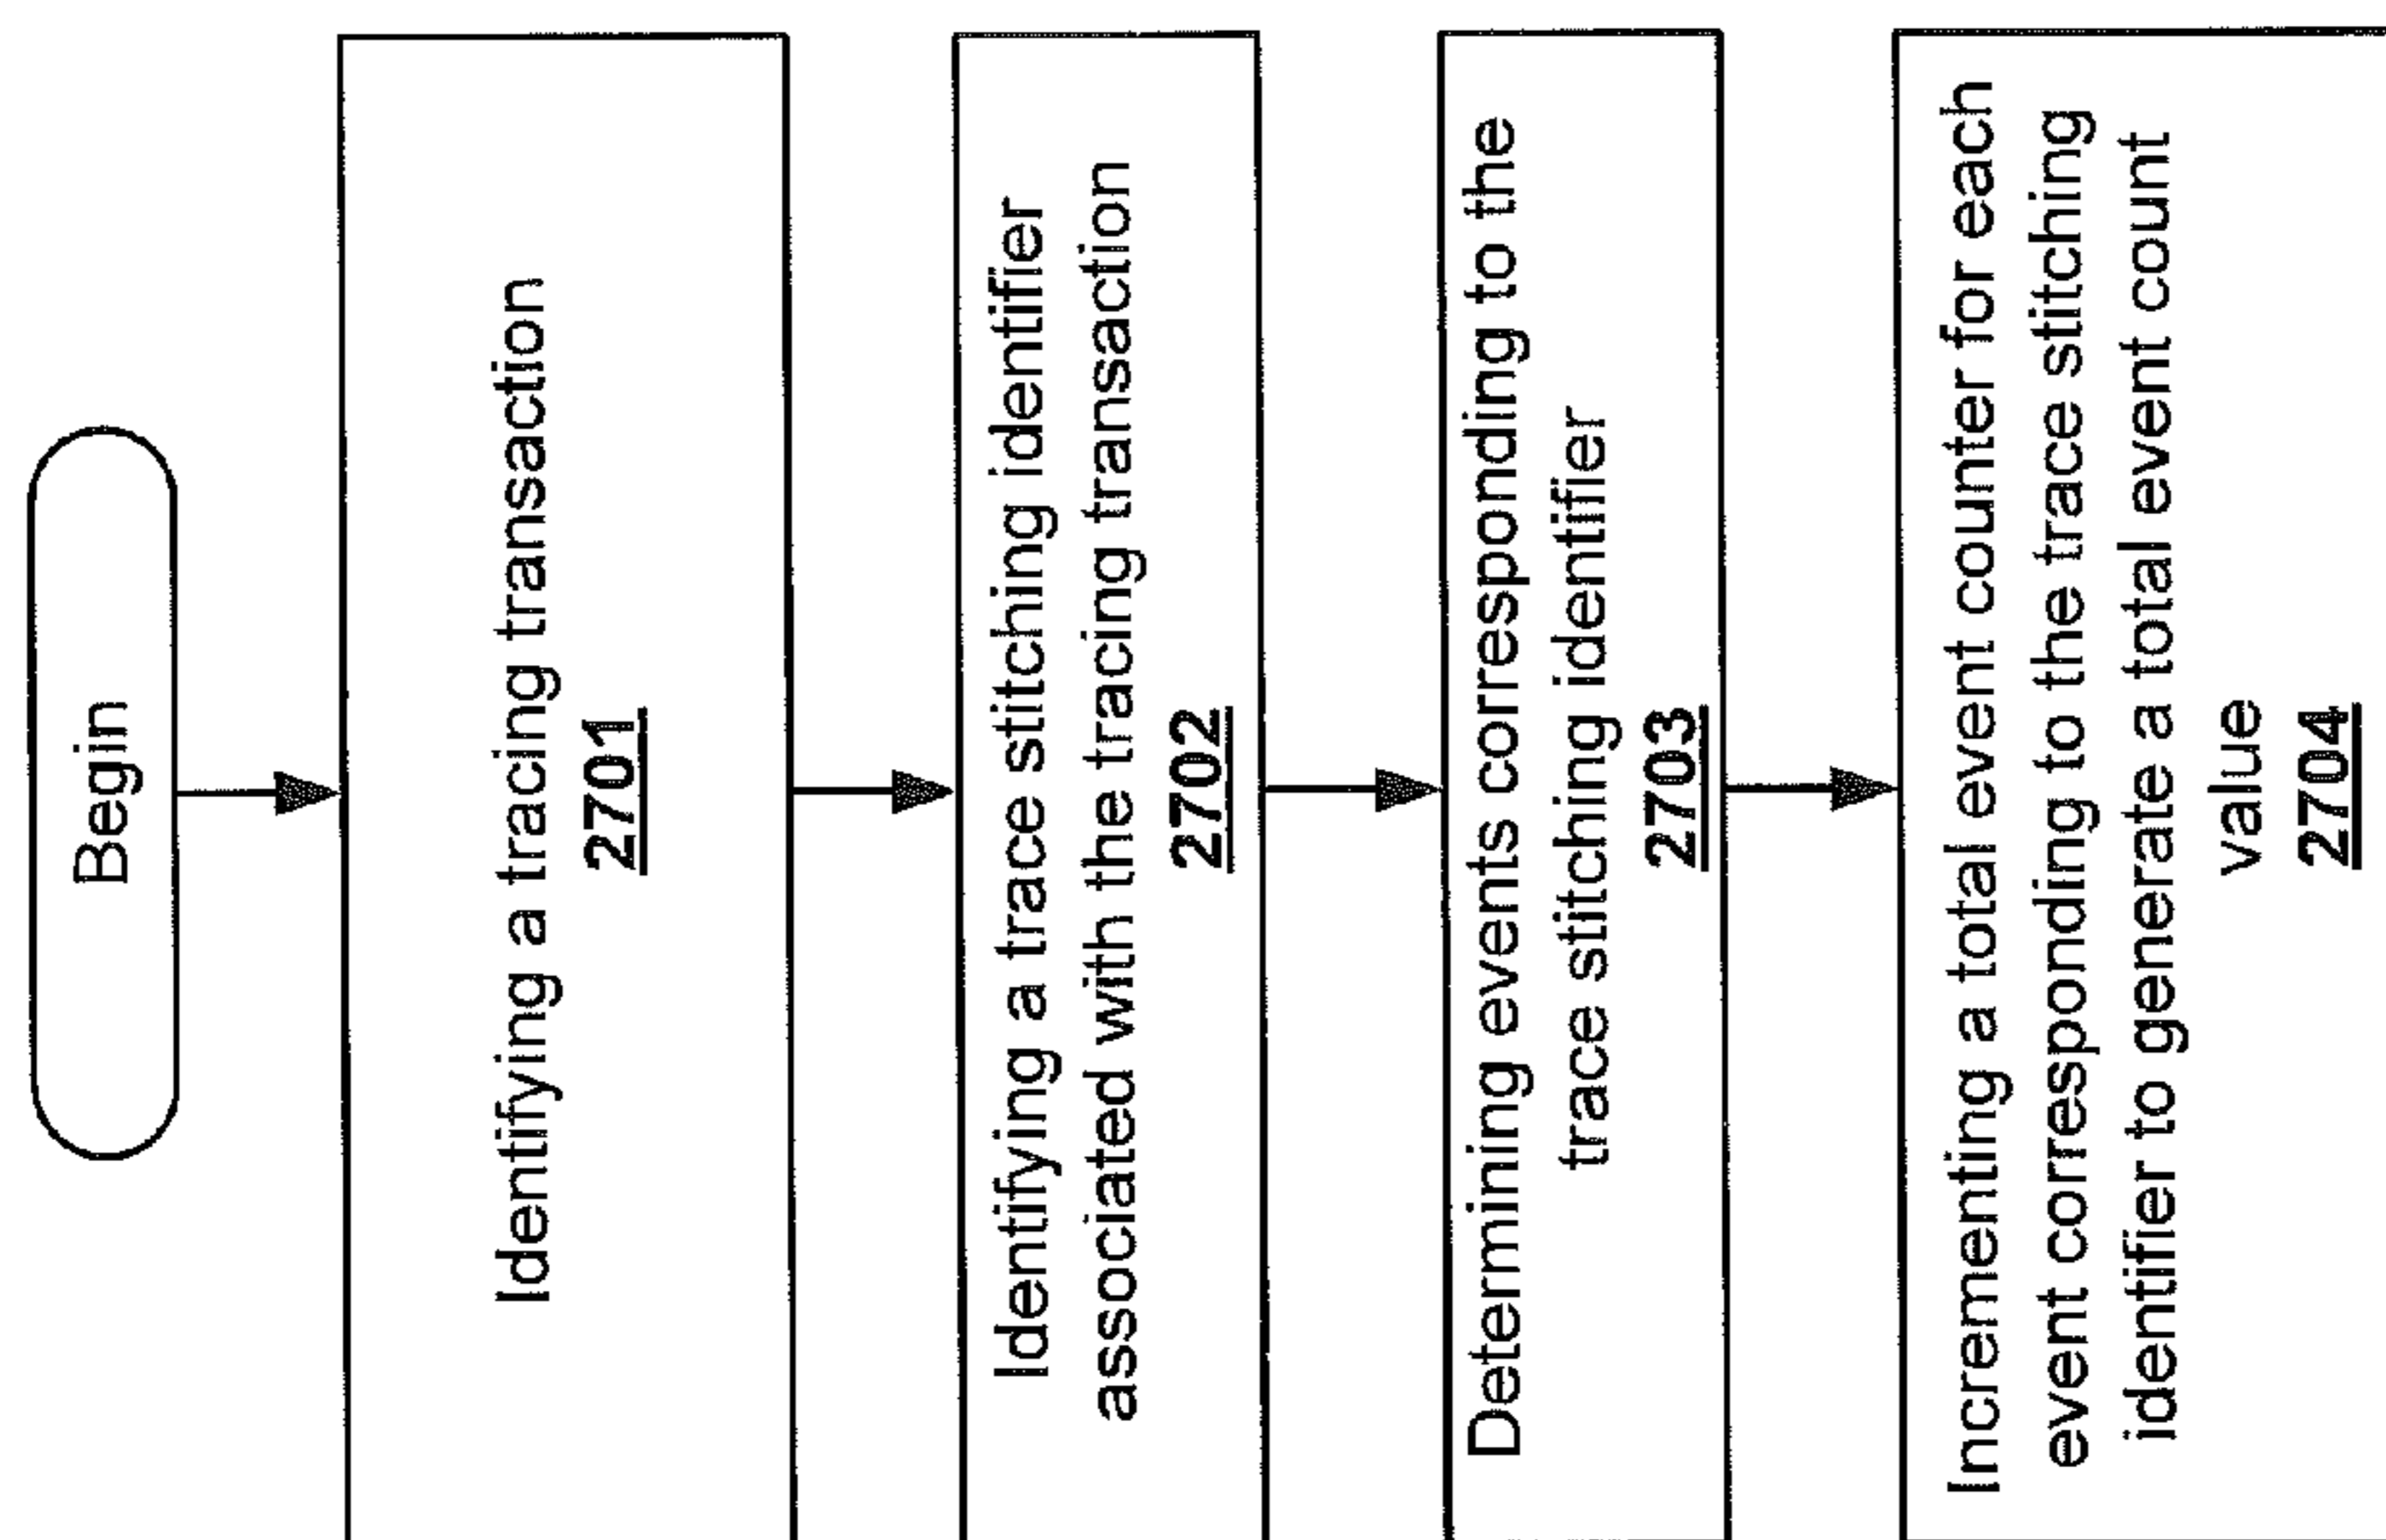 Begin
Identifying a tracing transaction
2701
Identifying a trace stitching identifier
associated with the tracing transaction
2702
Determining events corresponding to the
trace stitching identifier
2703
Incrementing a total event counter for each
event corresponding to the trace stitching
identifier to generate a total event count
value
2704